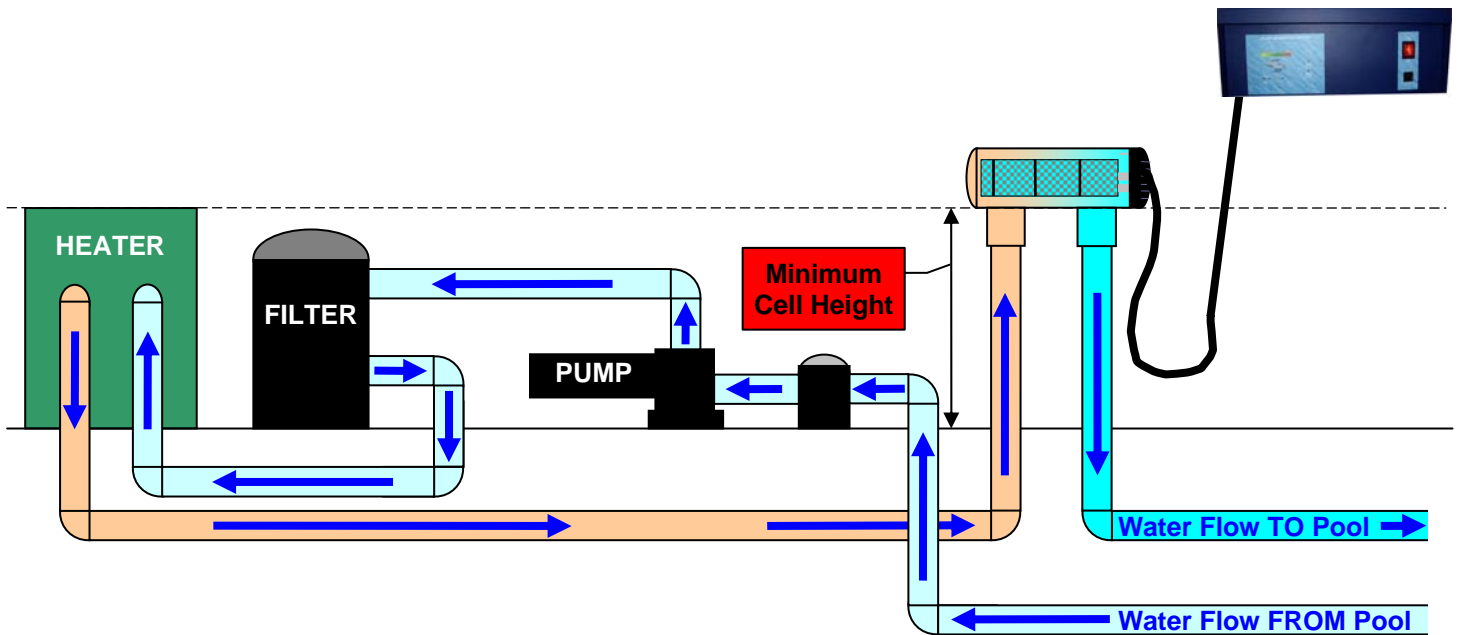 HEATER
FILTER
PUMP
Minimum
Cell Height
Water Flow TO Pool
Water Flow FROM Pool